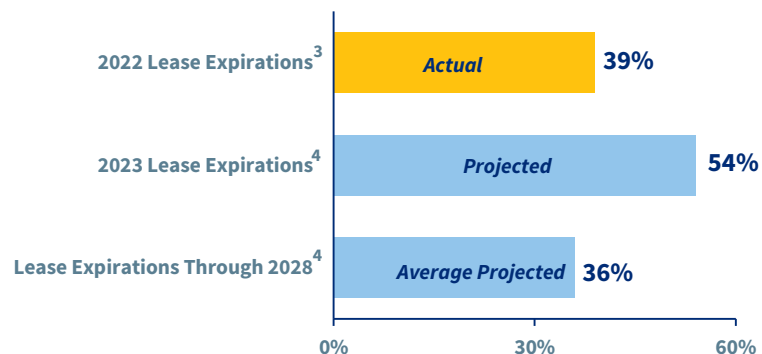 2022 Lease Expirations³ Actual 39%
2023 Lease Expirations⁴ Projected 54%
Lease Expirations Through 2028⁴ Average Projected 36%
0% 30% 60%